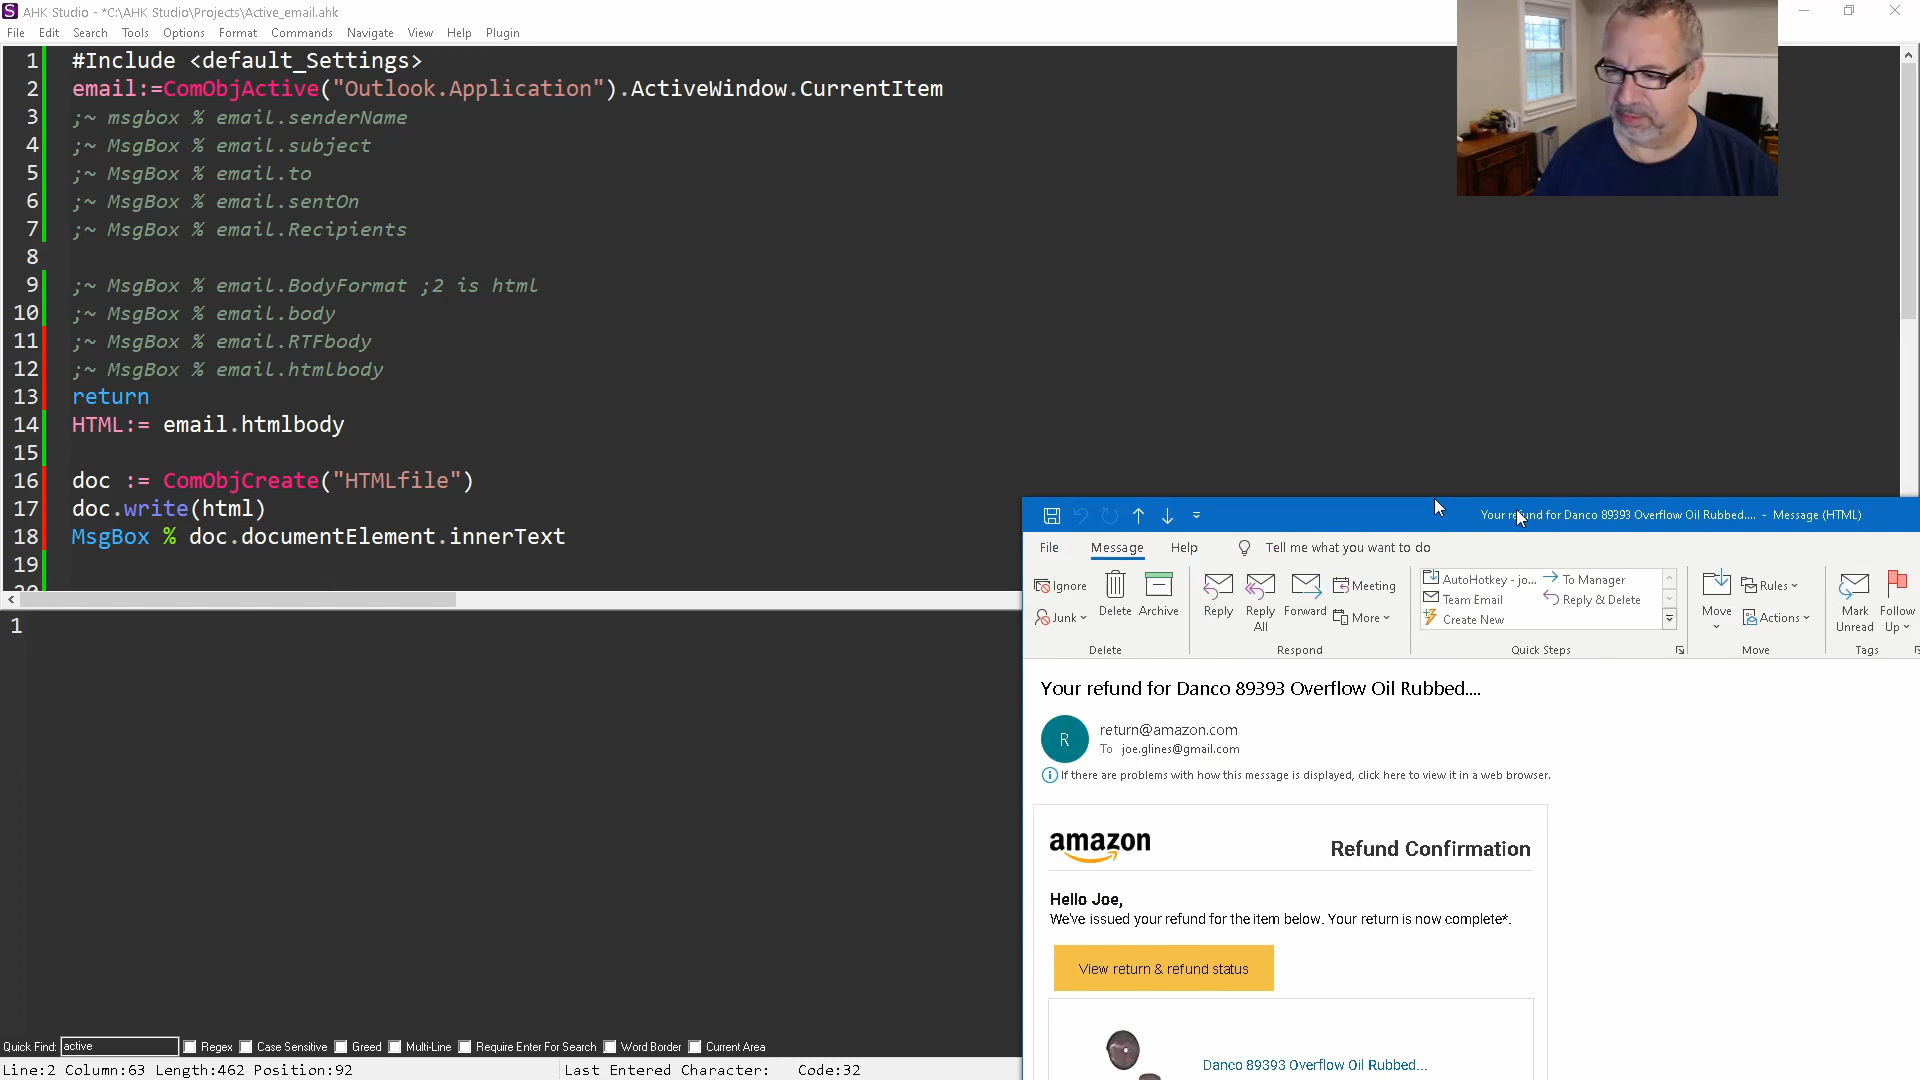 AHK Studio - *C:\AHK Studio\Projects\Active_email.ahk
File Edit Search Tools Options Format Commands Navigate View Help Plugin
1 #Include <default_Settings>
2 email:=ComObjActive("Outlook.Application").ActiveWindow.CurrentItem
3 ;~ msgbox % email.senderName
4 ;~ MsgBox % email.subject
5 ;~ MsgBox % email.to
6 ;~ MsgBox % email.sentOn
7 ;~ MsgBox % email.Recipients
8
9 ;~ MsgBox % email.BodyFormat ;2 is html
10 ;~ MsgBox % email.body
11 ;~ MsgBox % email.RTFbody
12 ;~ MsgBox % email.htmlbody
13 return
14 HTML:= email.htmlbody
15
16 doc := ComObjCreate("HTMLfile")
17 doc.write(html)
18 MsgBox % doc.documentElement.innerText
19
1
Your refund for Danco 89393 Overflow Oil Rubbed.... - Message (HTML)
File Message Help Tell me what you want to do
Ignore
Junk
Delete
Archive
Delete
Reply
Reply All
Forward
Meeting
More
Respond
AutoHotkey - jo...
Team Email
Create New
To Manager
Reply & Delete
Quick Steps
Move
Rules
Actions
Move
Mark Unread
Follow Up
Tags
Your refund for Danco 89393 Overflow Oil Rubbed....
R
return@amazon.com
To joe.glines@gmail.com
If there are problems with how this message is displayed, click here to view it in a web browser.
amazon
Refund Confirmation
Hello Joe,
We've issued your refund for the item below. Your return is now complete*.
View return & refund status
Danco 89393 Overflow Oil Rubbed...
Quick Find: active Regex Case Sensitive Greed Multi-Line Require Enter For Search Word Border Current Area
Line:2 Column:63 Length:462 Position:92 Last Entered Character: Code:32